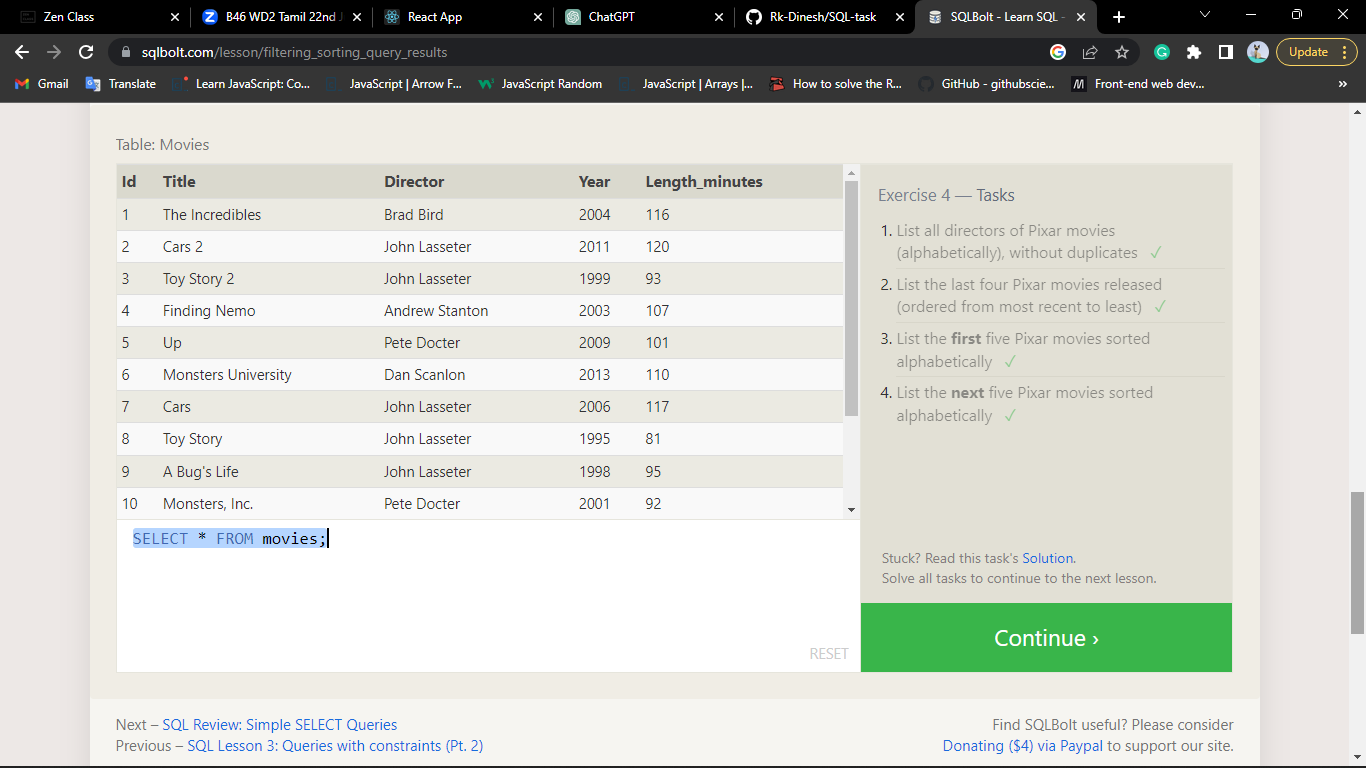 Zen Class
B46 WD2 Tamil 22nd J
React App
ChatGPT
Rk-Dinesh/SQL-task
SQLBolt - Learn SQL -
sqlbolt.com/lesson/filtering_sorting_query_results
Update
Gmail
Translate
Learn JavaScript: Co...
JavaScript | Arrow F...
JavaScript Random
JavaScript | Arrays |...
How to solve the R...
GitHub - githubscie...
Front-end web dev...
Table: Movies
Id Title Director Year Length_minutes
1 The Incredibles Brad Bird 2004 116
2 Cars 2 John Lasseter 2011 120
3 Toy Story 2 John Lasseter 1999 93
4 Finding Nemo Andrew Stanton 2003 107
5 Up Pete Docter 2009 101
6 Monsters University Dan Scanlon 2013 110
7 Cars John Lasseter 2006 117
8 Toy Story John Lasseter 1995 81
9 A Bug's Life John Lasseter 1998 95
10 Monsters, Inc. Pete Docter 2001 92
SELECT * FROM movies;
RESET
Exercise 4 — Tasks
1. List all directors of Pixar movies
(alphabetically), without duplicates ✓
2. List the last four Pixar movies released
(ordered from most recent to least) ✓
3. List the first five Pixar movies sorted
alphabetically ✓
4. List the next five Pixar movies sorted
alphabetically ✓
Stuck? Read this task's Solution.
Solve all tasks to continue to the next lesson.
Continue ›
Next – SQL Review: Simple SELECT Queries
Previous – SQL Lesson 3: Queries with constraints (Pt. 2)
Find SQLBolt useful? Please consider
Donating ($4) via Paypal to support our site.